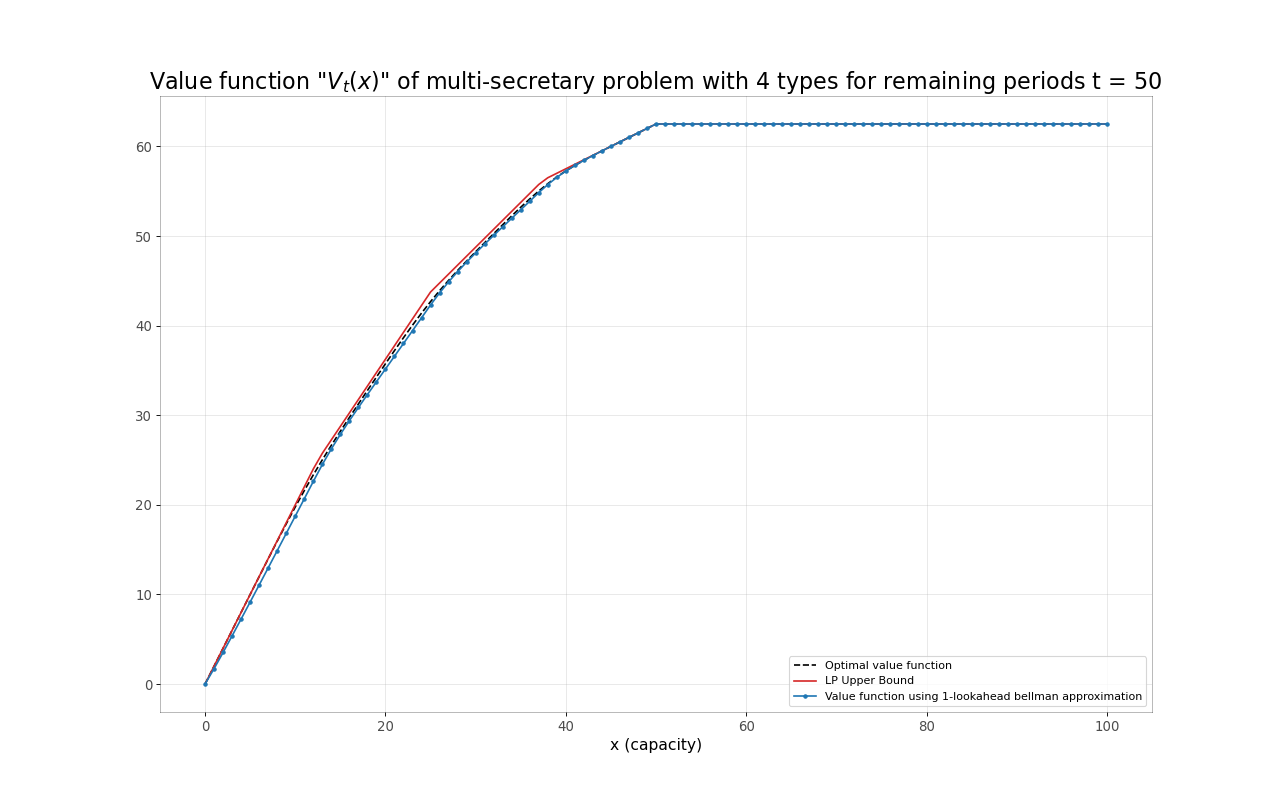 Value function "Vₜ(x)" of multi-secretary problem with 4 types for remaining periods t = 50
60
50
40
30
20
10
0
0 20 40 60 80 100
x (capacity)
Optimal value function
LP Upper Bound
Value function using 1-lookahead bellman approximation